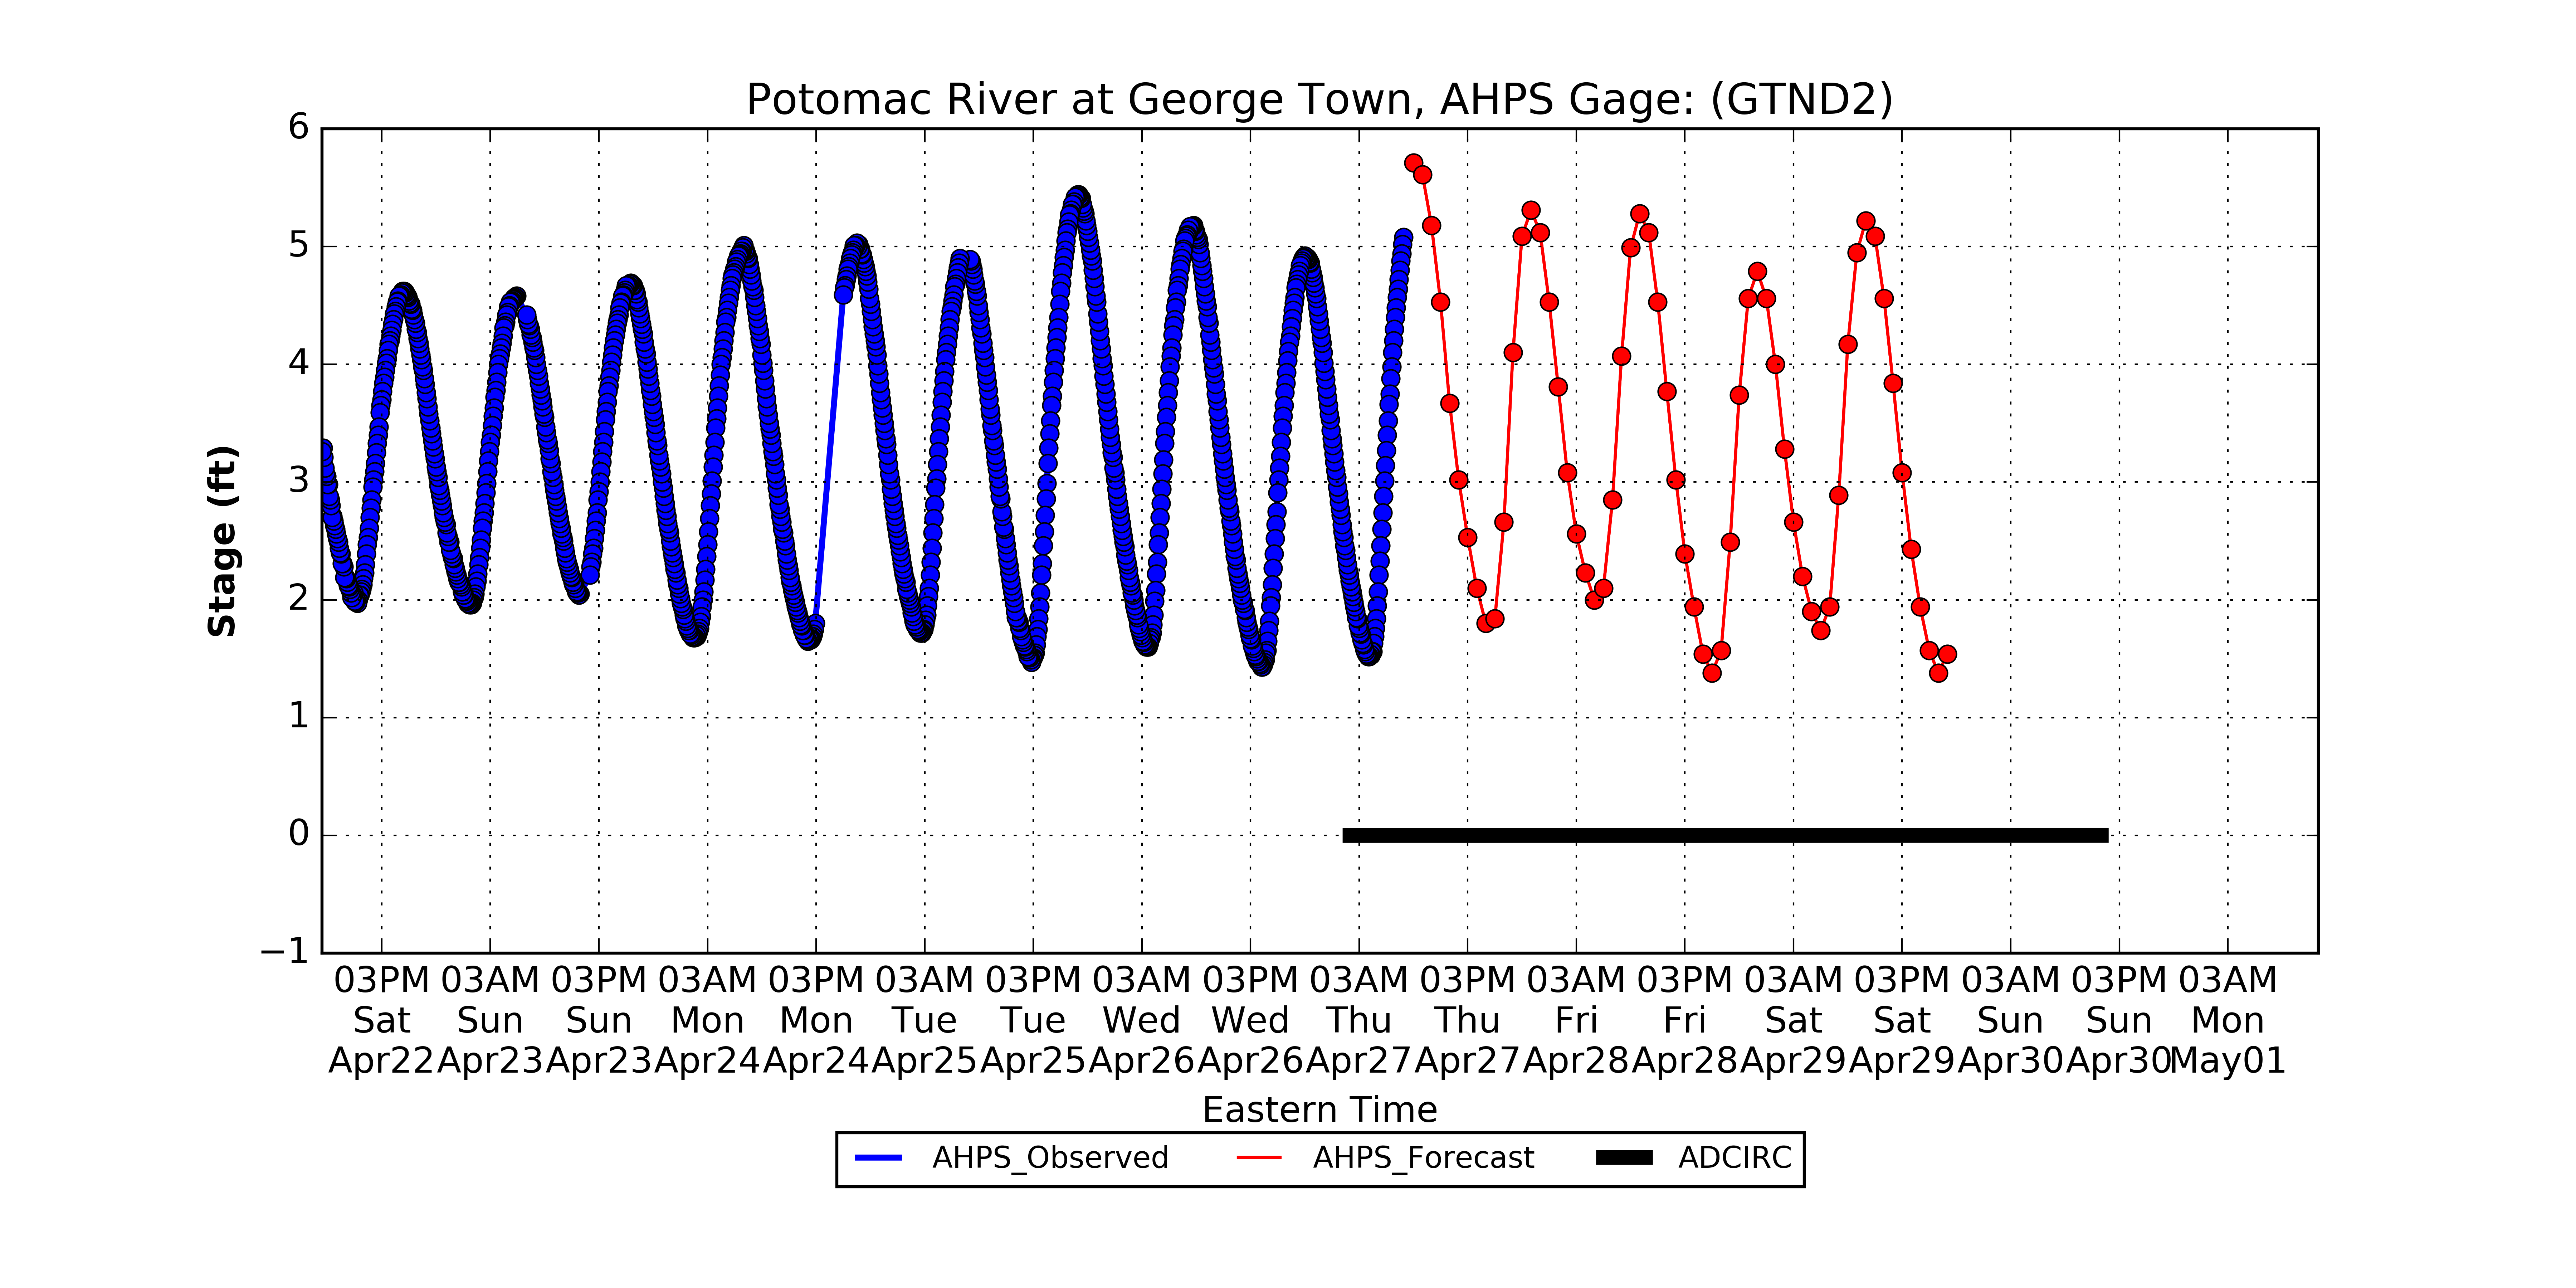 Potomac River at George Town, AHPS Gage: (GTND2)
6
5
4
3
2
1
0
−1
Stage (ft)
03PM 03AM 03PM 03AM 03PM 03AM 03PM 03AM 03PM 03AM 03PM 03AM 03PM 03AM 03PM 03AM 03PM 03AM
Sat Sun Sun Mon Mon Tue Tue Wed Wed Thu Thu Fri Fri Sat Sat Sun Sun Mon
Apr22 Apr23 Apr23 Apr24 Apr24 Apr25 Apr25 Apr26 Apr26 Apr27 Apr27 Apr28 Apr28 Apr29 Apr29 Apr30 Apr30 May01
Eastern Time
AHPS_Observed AHPS_Forecast ADCIRC